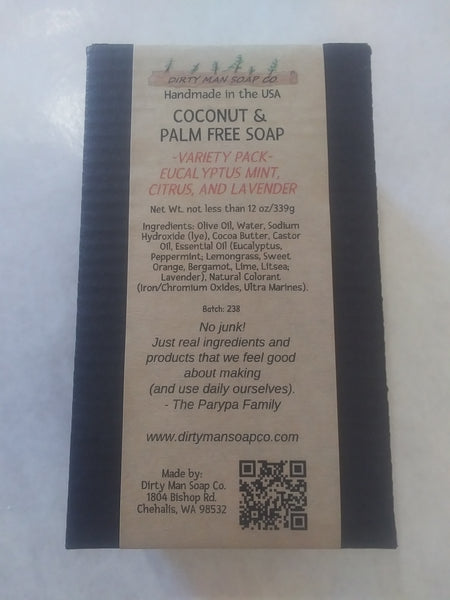 DIRTY MAN SOAP CO.
Handmade in the USA
COCONUT &
PALM FREE SOAP
-VARIETY PACK-
EUCALYPTUS MINT,
CITRUS, AND LAVENDER
Net Wt. not less than 12 oz/339g
Ingredients: Olive Oil, Water, Sodium
Hydroxide (lye), Cocoa Butter, Castor
Oil, Essential Oil (Eucalyptus,
Peppermint; Lemongrass, Sweet
Orange, Bergamot, Lime, Litsea;
Lavender), Natural Colorant
(Iron/Chromium Oxides, Ultra Marines).
Batch: 238
No junk!
Just real ingredients and
products that we feel good
about making
(and use daily ourselves).
- The Parypa Family
www.dirtymansoapco.com
Made by:
Dirty Man Soap Co.
1804 Bishop Rd.
Chehalis, WA 98532